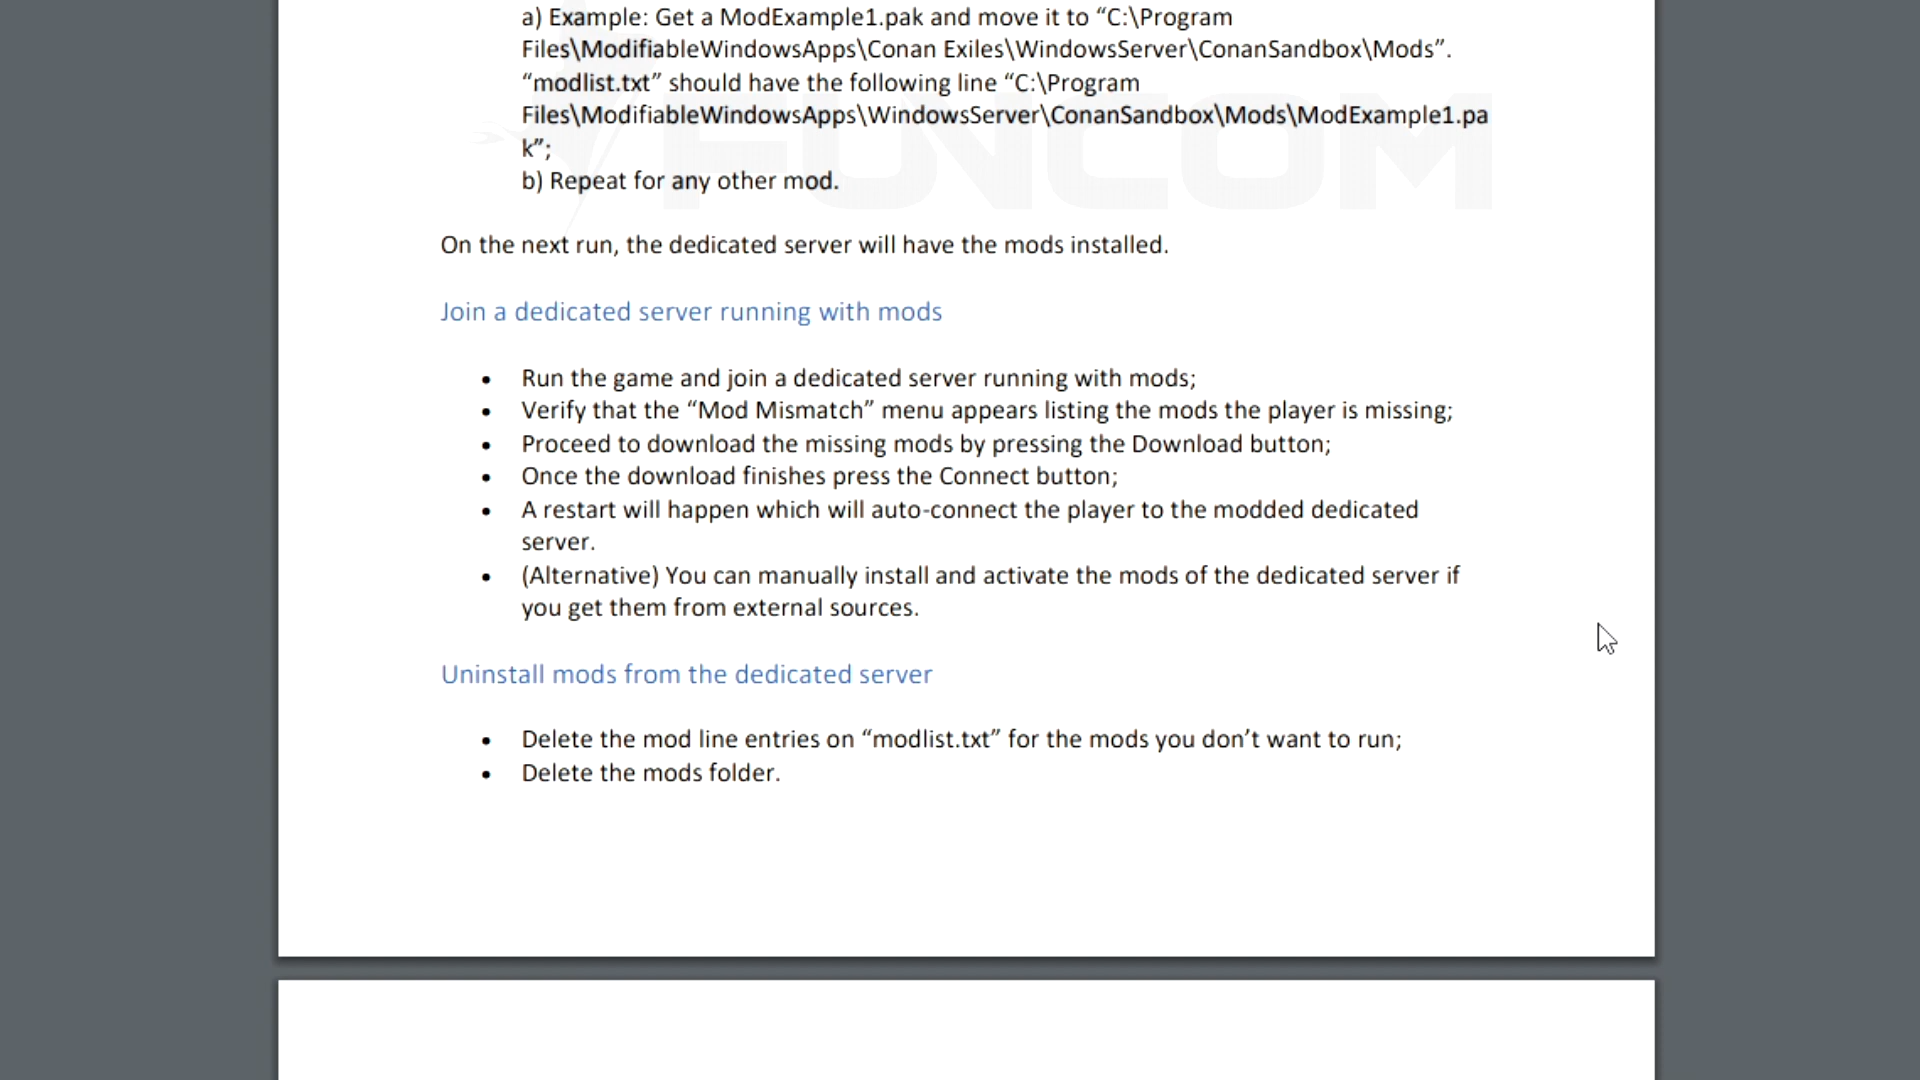 a) Example: Get a ModExample1.pak and move it to “C:\Program
Files\ModifiableWindowsApps\Conan Exiles\WindowsServer\ConanSandbox\Mods”.
“modlist.txt” should have the following line “C:\Program
Files\ModifiableWindowsApps\WindowsServer\ConanSandbox\Mods\ModExample1.pa
k”;
b) Repeat for any other mod.
FUNCOM
On the next run, the dedicated server will have the mods installed.
Join a dedicated server running with mods
• Run the game and join a dedicated server running with mods;
• Verify that the “Mod Mismatch” menu appears listing the mods the player is missing;
• Proceed to download the missing mods by pressing the Download button;
• Once the download finishes press the Connect button;
• A restart will happen which will auto-connect the player to the modded dedicated
server.
• (Alternative) You can manually install and activate the mods of the dedicated server if
you get them from external sources.
Uninstall mods from the dedicated server
• Delete the mod line entries on “modlist.txt” for the mods you don’t want to run;
• Delete the mods folder.